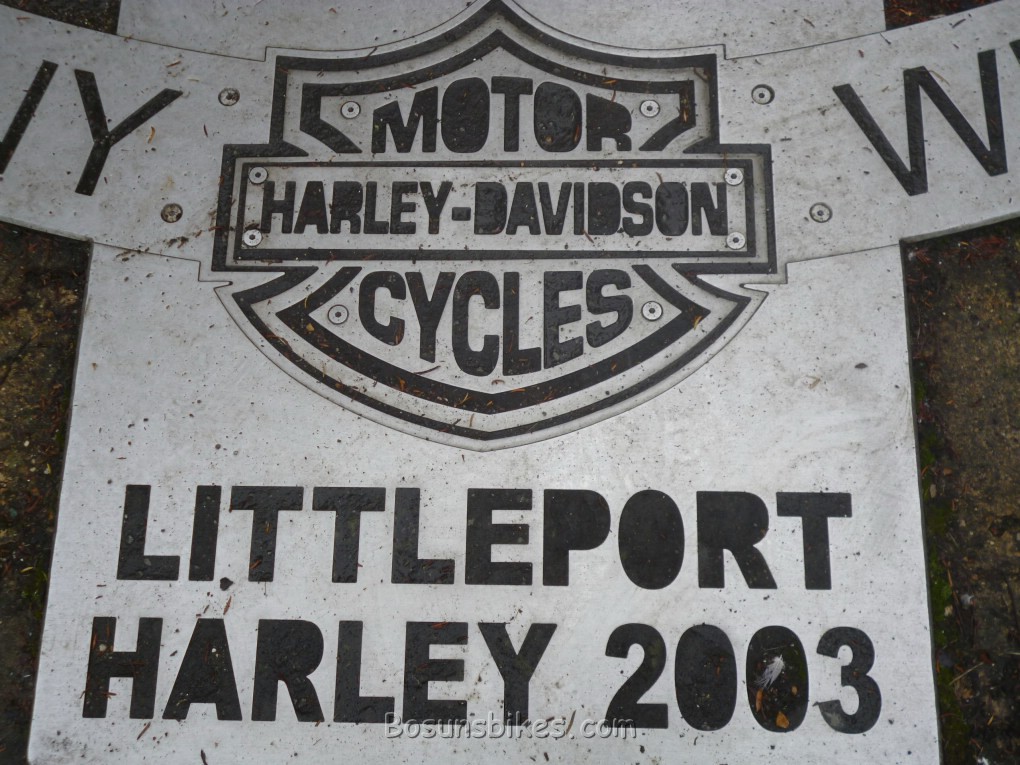 MOTOR
HARLEY-DAVIDSON
CYCLES
LITTLEPORT
HARLEY 2003
Bosunsbikes.com